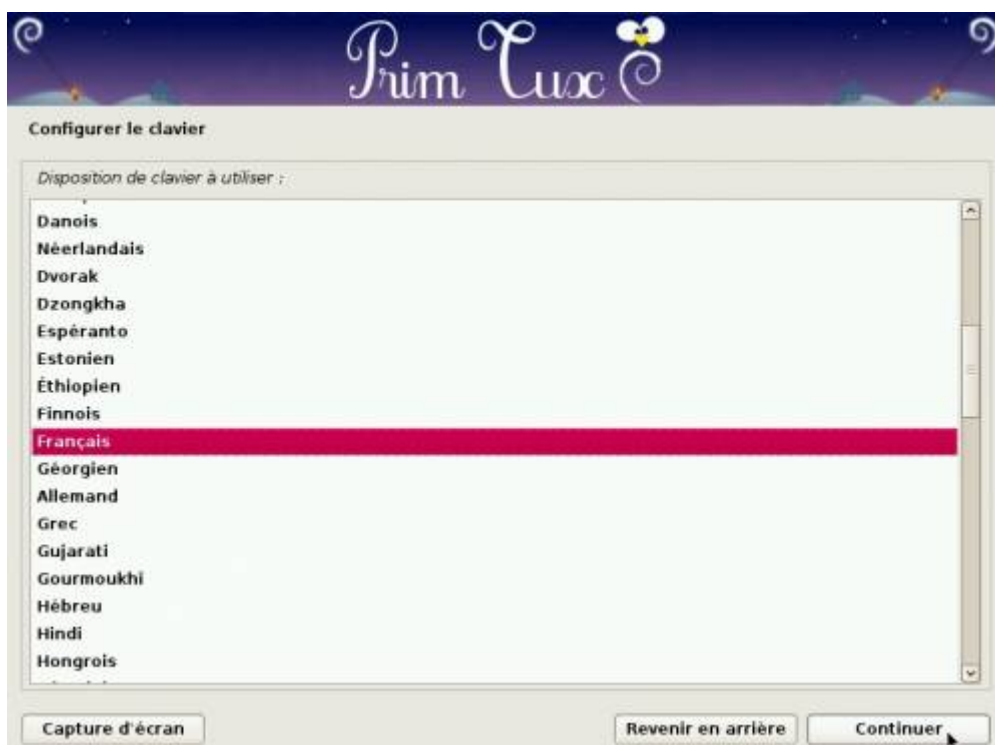 Prim Tux
Configurer le clavier
Disposition de clavier à utiliser :
Danois
Néerlandais
Dvorak
Dzongkha
Espéranto
Estonien
Éthiopien
Finnois
Français
Géorgien
Allemand
Grec
Gujarati
Gourmoukhi
Hébreu
Hindi
Hongrois
Capture d'écran
Revenir en arrière
Continuer